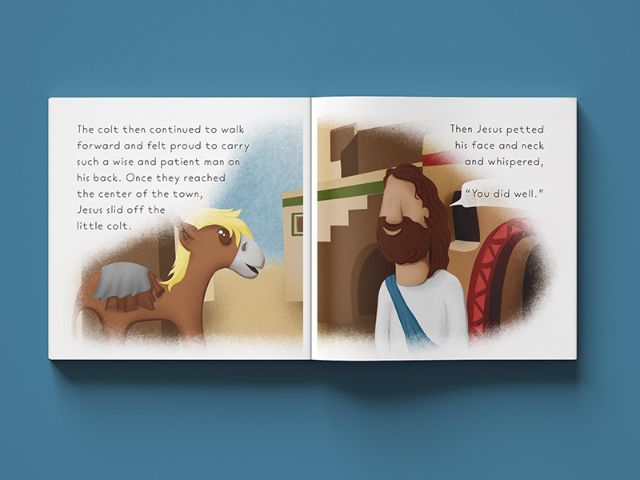 The colt then continued to walk
forward and felt proud to carry
such a wise and patient man on
his back. Once they reached
the center of the town,
Jesus slid off the
little colt.
Then Jesus petted
his face and neck
and whispered,
“You did well.”